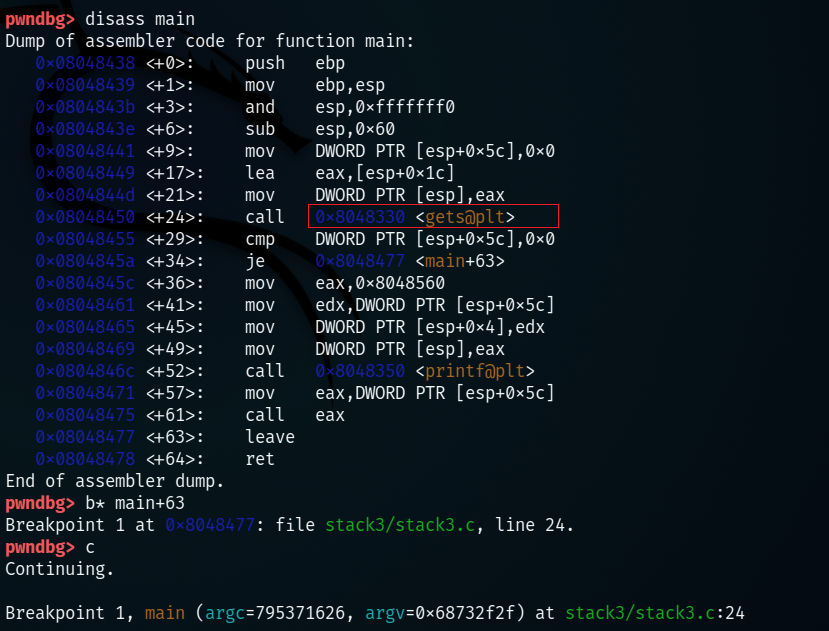 pwndbg> disass main
Dump of assembler code for function main:
0x08048438 <+0>: push ebp
0x08048439 <+1>: mov ebp,esp
0x0804843b <+3>: and esp,0xfffffff0
0x0804843e <+6>: sub esp,0x60
0x08048441 <+9>: mov DWORD PTR [esp+0x5c],0x0
0x08048449 <+17>: lea eax,[esp+0x1c]
0x0804844d <+21>: mov DWORD PTR [esp],eax
0x08048450 <+24>: call 0x8048330 <gets@plt>
0x08048455 <+29>: cmp DWORD PTR [esp+0x5c],0x0
0x0804845a <+34>: je 0x8048477 <main+63>
0x0804845c <+36>: mov eax,0x8048560
0x08048461 <+41>: mov edx,DWORD PTR [esp+0x5c]
0x08048465 <+45>: mov DWORD PTR [esp+0x4],edx
0x08048469 <+49>: mov DWORD PTR [esp],eax
0x0804846c <+52>: call 0x8048350 <printf@plt>
0x08048471 <+57>: mov eax,DWORD PTR [esp+0x5c]
0x08048475 <+61>: call eax
0x08048477 <+63>: leave
0x08048478 <+64>: ret
End of assembler dump.
pwndbg> b* main+63
Breakpoint 1 at 0x8048477: file stack3/stack3.c, line 24.
pwndbg> c
Continuing.
Breakpoint 1, main (argc=795371626, argv=0x68732f2f) at stack3/stack3.c:24